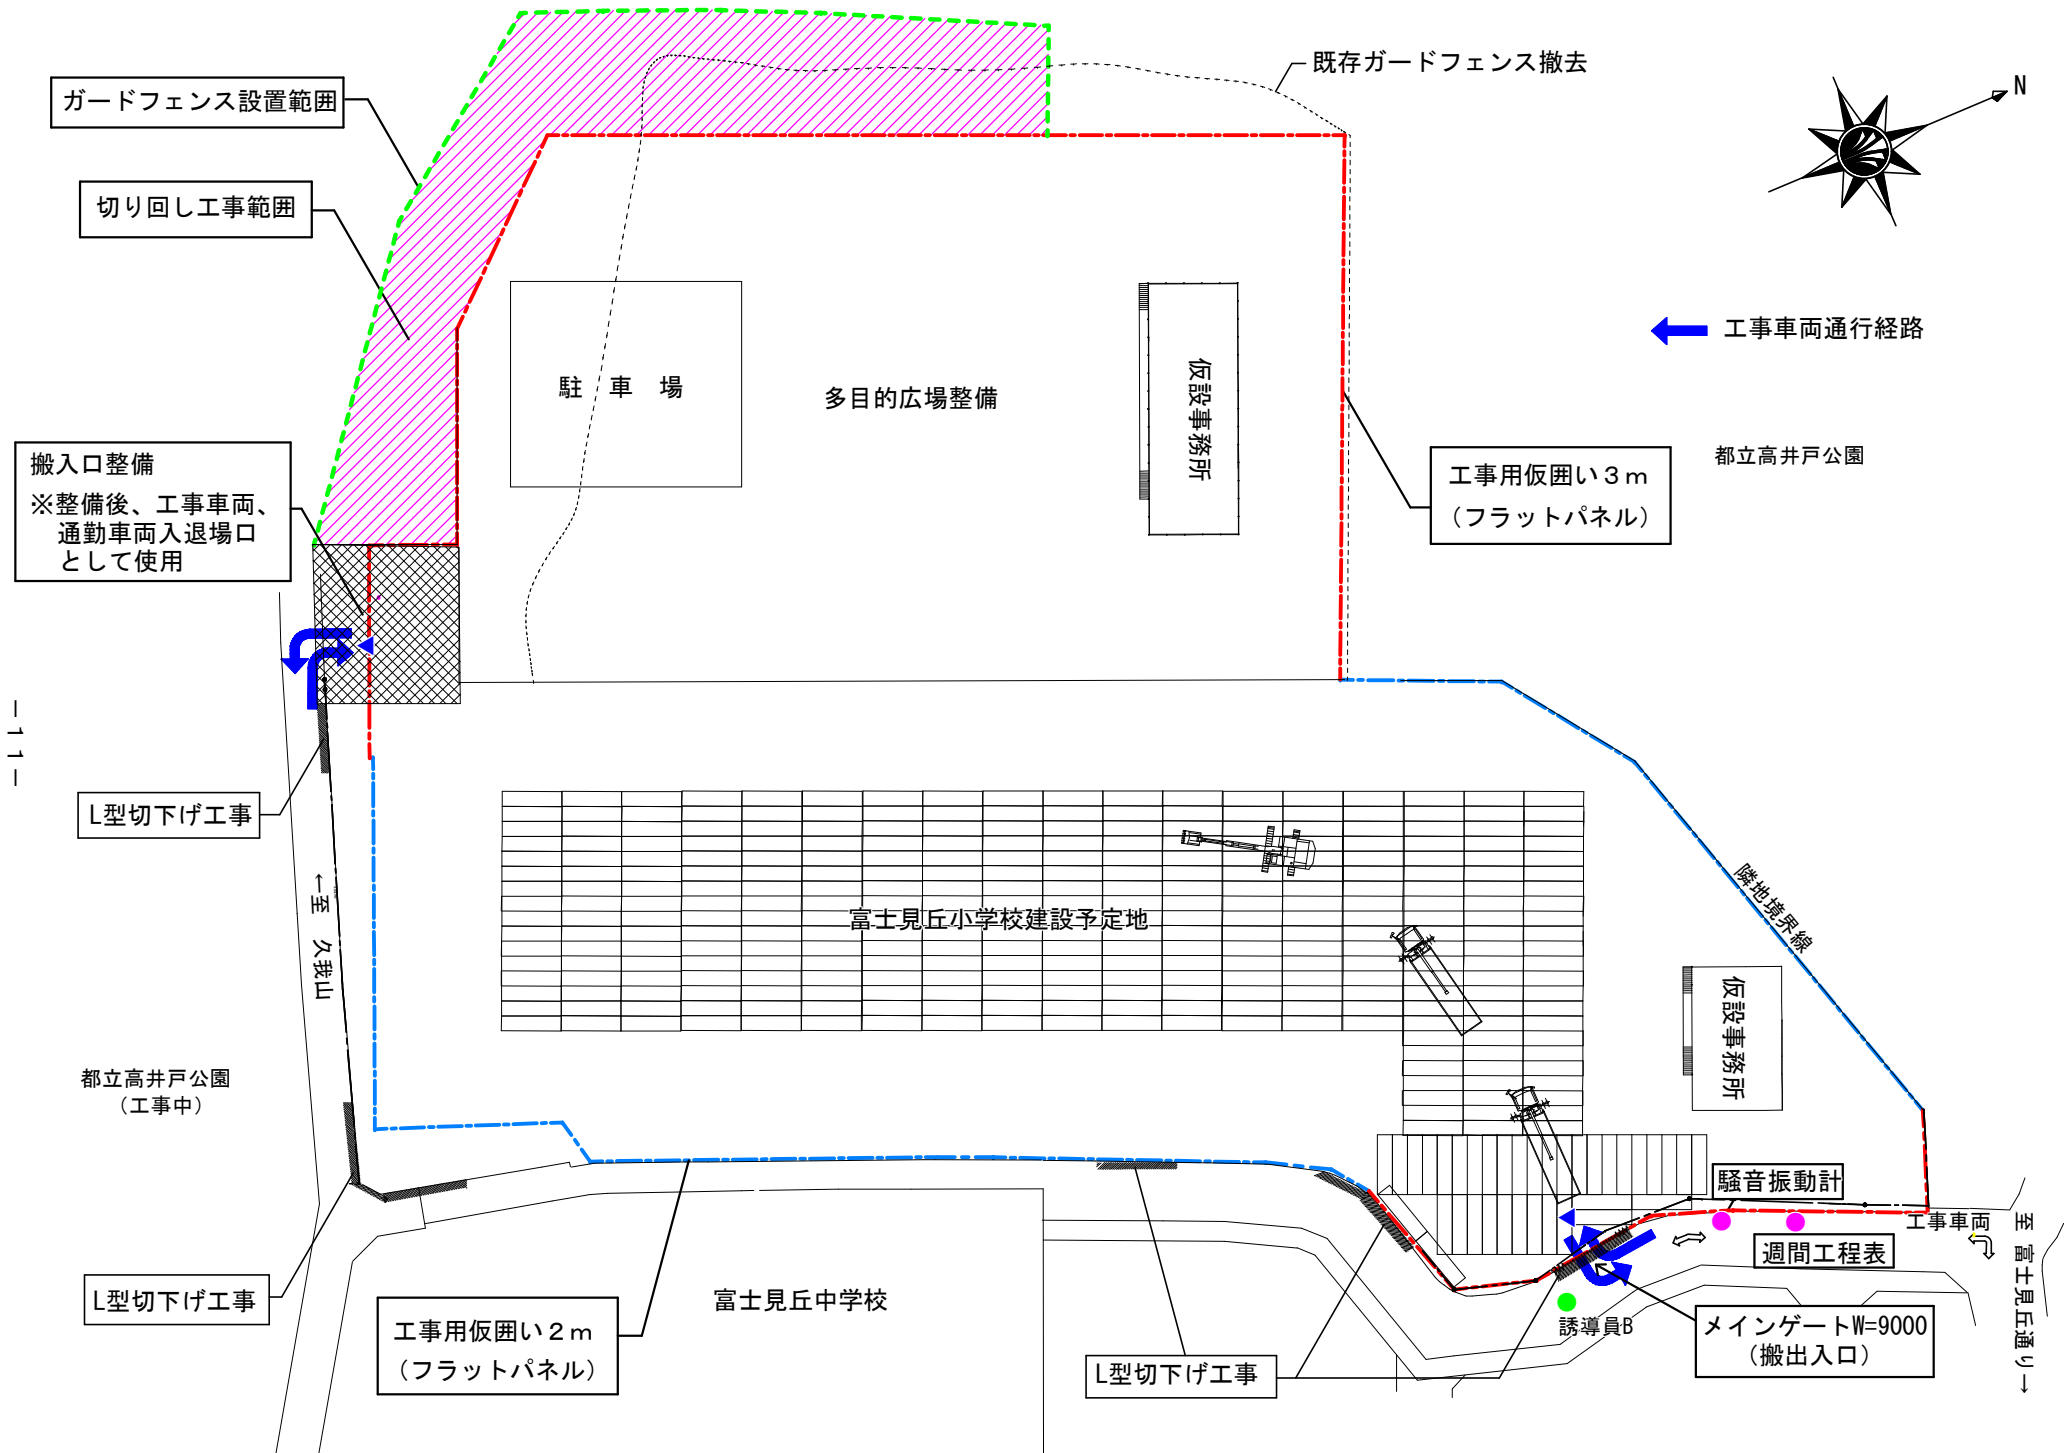 既存ガードフェンス撤去
N
ガードフェンス設置範囲
切り回し工事範囲
工事車両通行経路
駐 車 場
多目的広場整備
仮設事務所
都立高井戸公園
工事用仮囲い3m
(フラットパネル)
搬入口整備
※整備後、工事車両、
通勤車両入退場口
として使用
-11-
L型切下げ工事
←至 久我山
富士見丘小学校建設予定地
隣地境界線
仮設事務所
都立高井戸公園
(工事中)
騒音振動計
週間工程表
工事車両
至 富士見丘通り→
L型切下げ工事
工事用仮囲い2m
(フラットパネル)
富士見丘中学校
L型切下げ工事
誘導員B
メインゲートW=9000
(搬出入口)